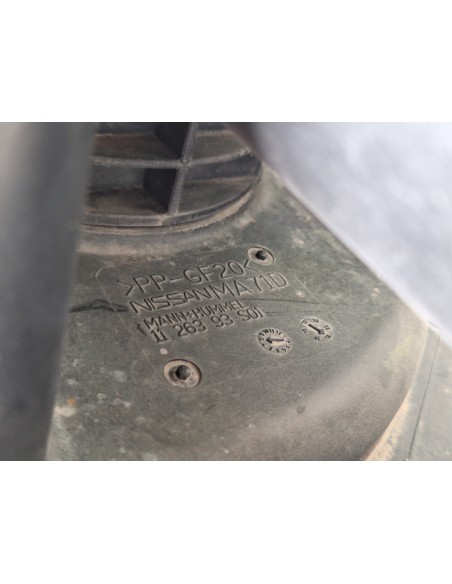 >PP-GF20<
NISSAN MA71D
MANN+HUMMEL
11 263 93 S01